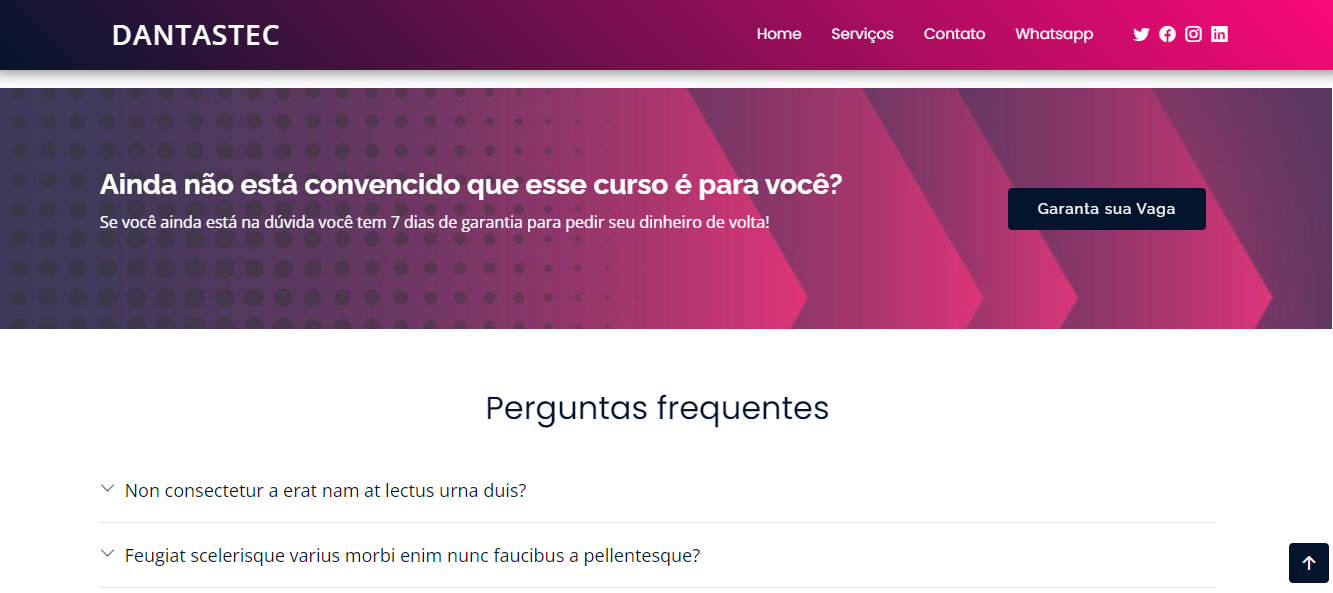 DANTASTEC
Home Serviços Contato Whatsapp
Ainda não está convencido que esse curso é para você?
Se você ainda está na dúvida você tem 7 dias de garantia para pedir seu dinheiro de volta!
Garanta sua Vaga
Perguntas frequentes
Non consectetur a erat nam at lectus urna duis?
Feugiat scelerisque varius morbi enim nunc faucibus a pellentesque?